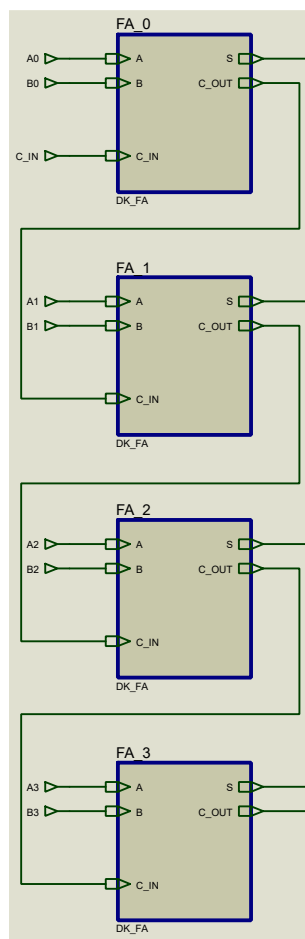 FA_0
A0 A S
B0 B C_OUT
C_IN C_IN
DK_FA
FA_1
A1 A S
B1 B C_OUT
C_IN
DK_FA
FA_2
A2 A S
B2 B C_OUT
C_IN
DK_FA
FA_3
A3 A S
B3 B C_OUT
C_IN
DK_FA